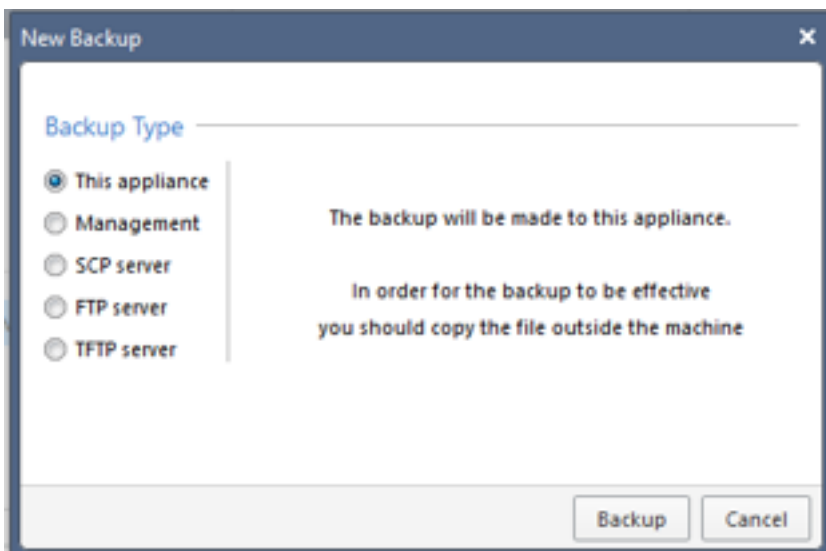 New Backup
Backup Type
This appliance
Management
SCP server
FTP server
TFTP server
The backup will be made to this appliance.
In order for the backup to be effective
you should copy the file outside the machine
Backup
Cancel